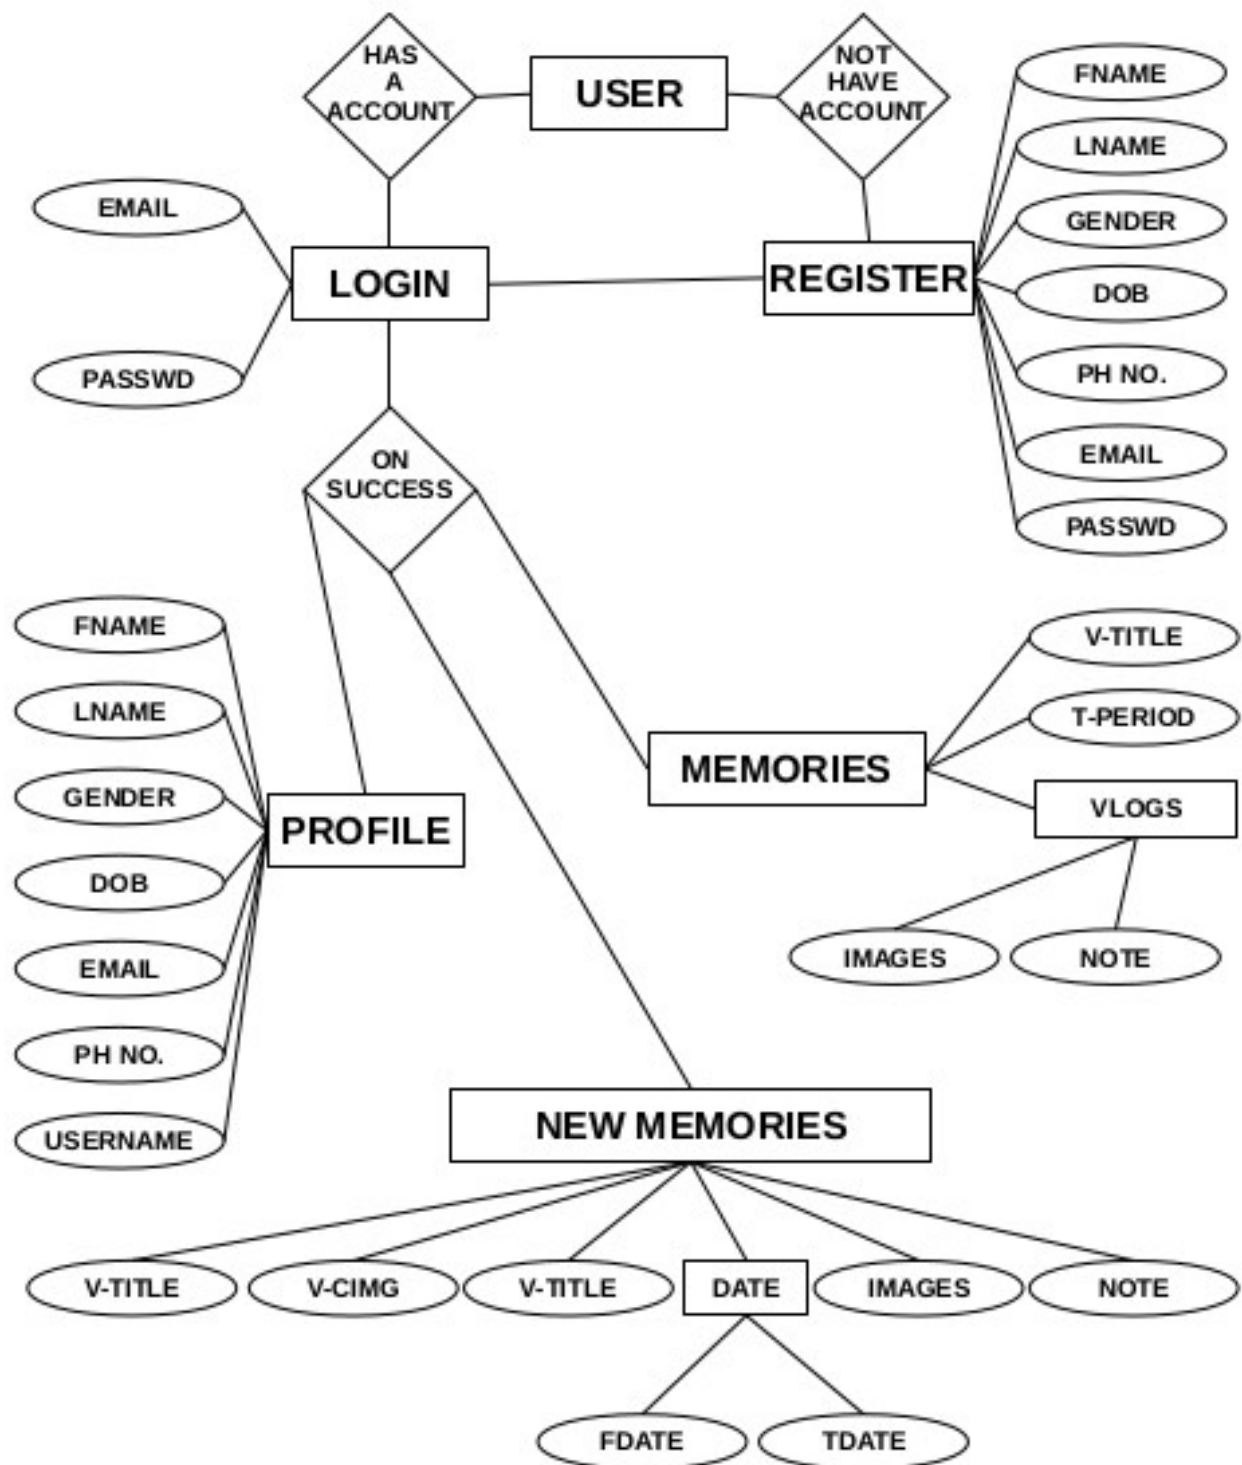 HAS
A
ACCOUNT
USER
NOT
HAVE
ACCOUNT
FNAME
LNAME
GENDER
DOB
PH NO.
EMAIL
PASSWD
EMAIL
PASSWD
LOGIN
REGISTER
ON
SUCCESS
FNAME
LNAME
GENDER
DOB
EMAIL
PH NO.
USERNAME
PROFILE
MEMORIES
V-TITLE
T-PERIOD
VLOGS
IMAGES
NOTE
NEW MEMORIES
V-TITLE
V-CIMG
V-TITLE
DATE
IMAGES
NOTE
FDATE
TDATE